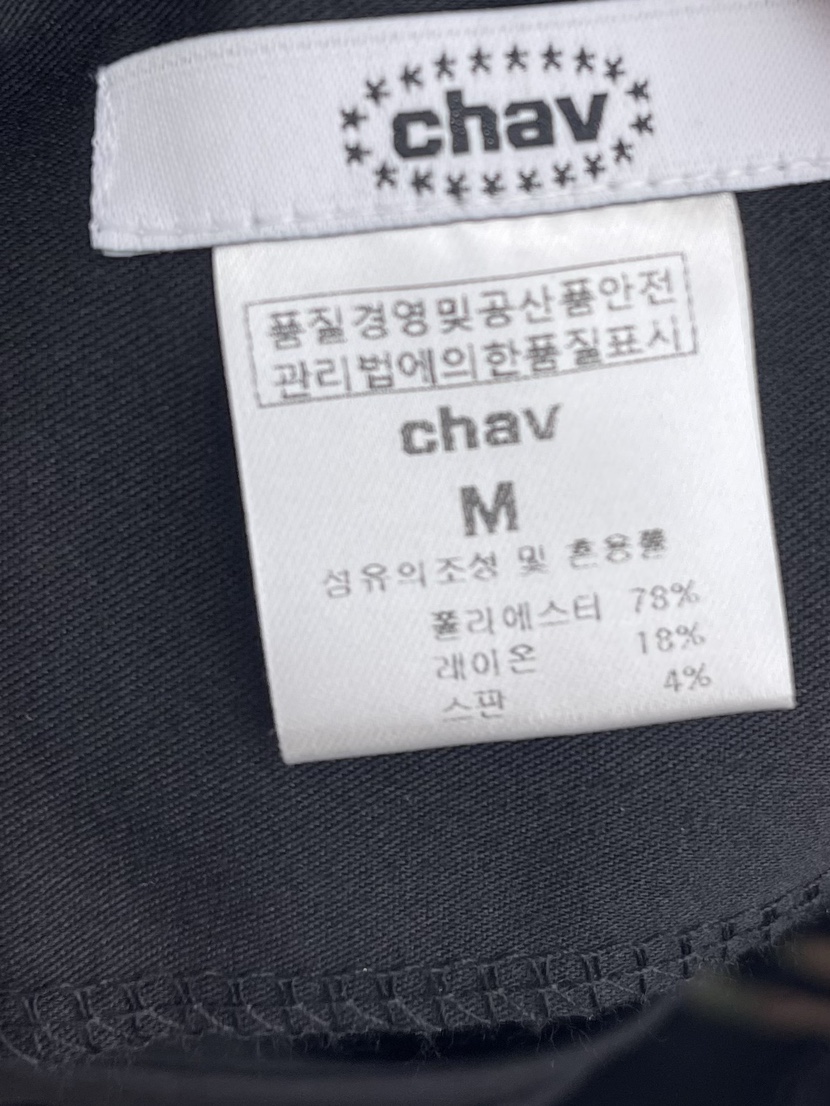 chav
품질경영및공산품안전
관리법에의한품질표시
chav
M
섬유의조성 및 혼용률
폴리에스터 78%
레이온 18%
스판 4%